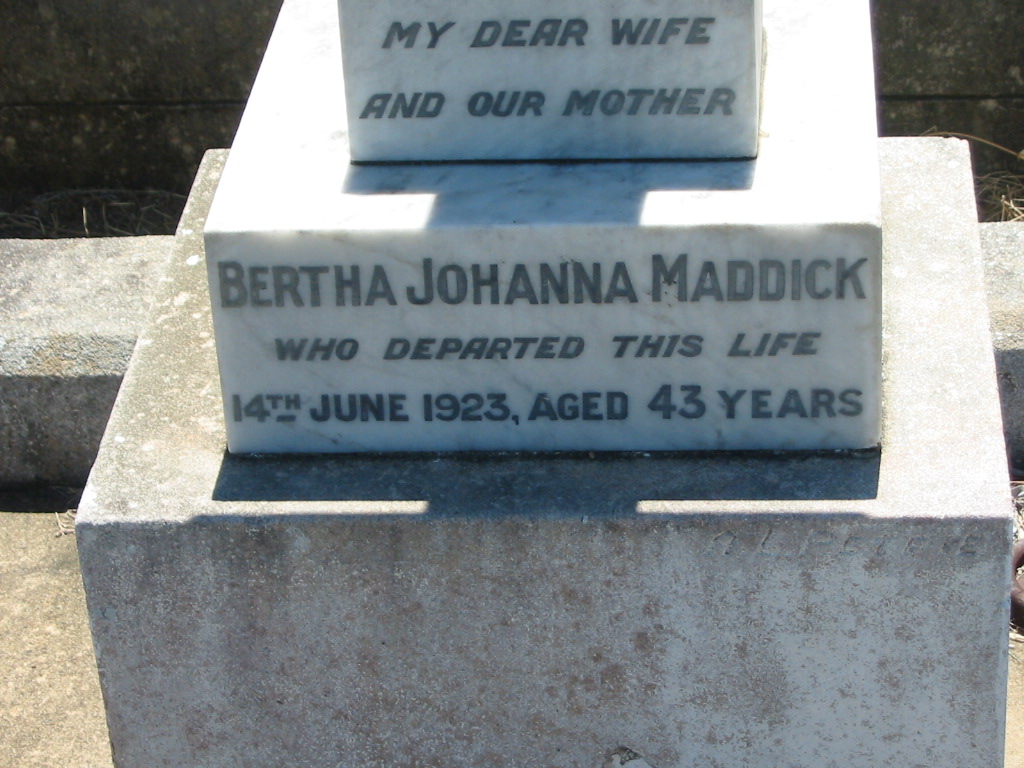 MY DEAR WIFE
AND OUR MOTHER
BERTHA JOHANNA MADDICK
WHO DEPARTED THIS LIFE
14TH JUNE 1923, AGED 43 YEARS